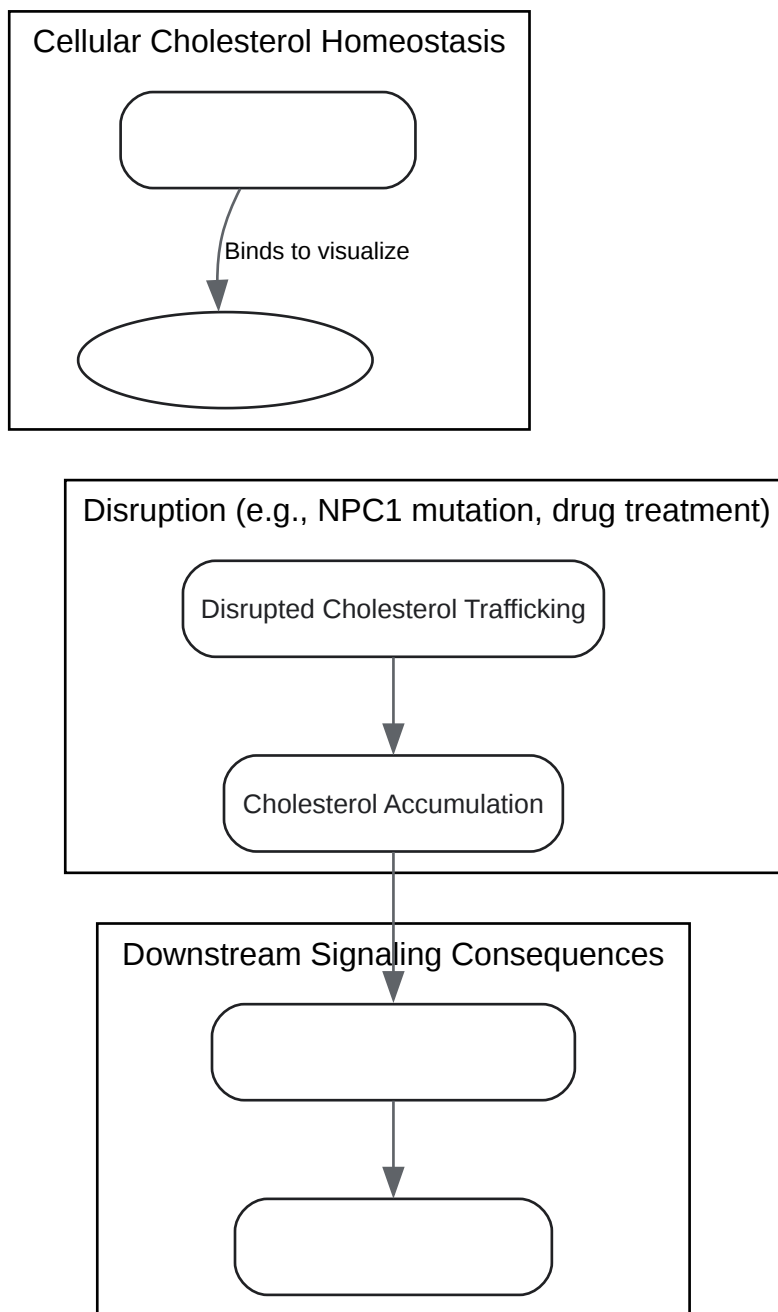 Cellular Cholesterol Homeostasis
Binds to visualize
Disruption (e.g., NPC1 mutation, drug treatment)
Disrupted Cholesterol Trafficking
Cholesterol Accumulation
Downstream Signaling Consequences